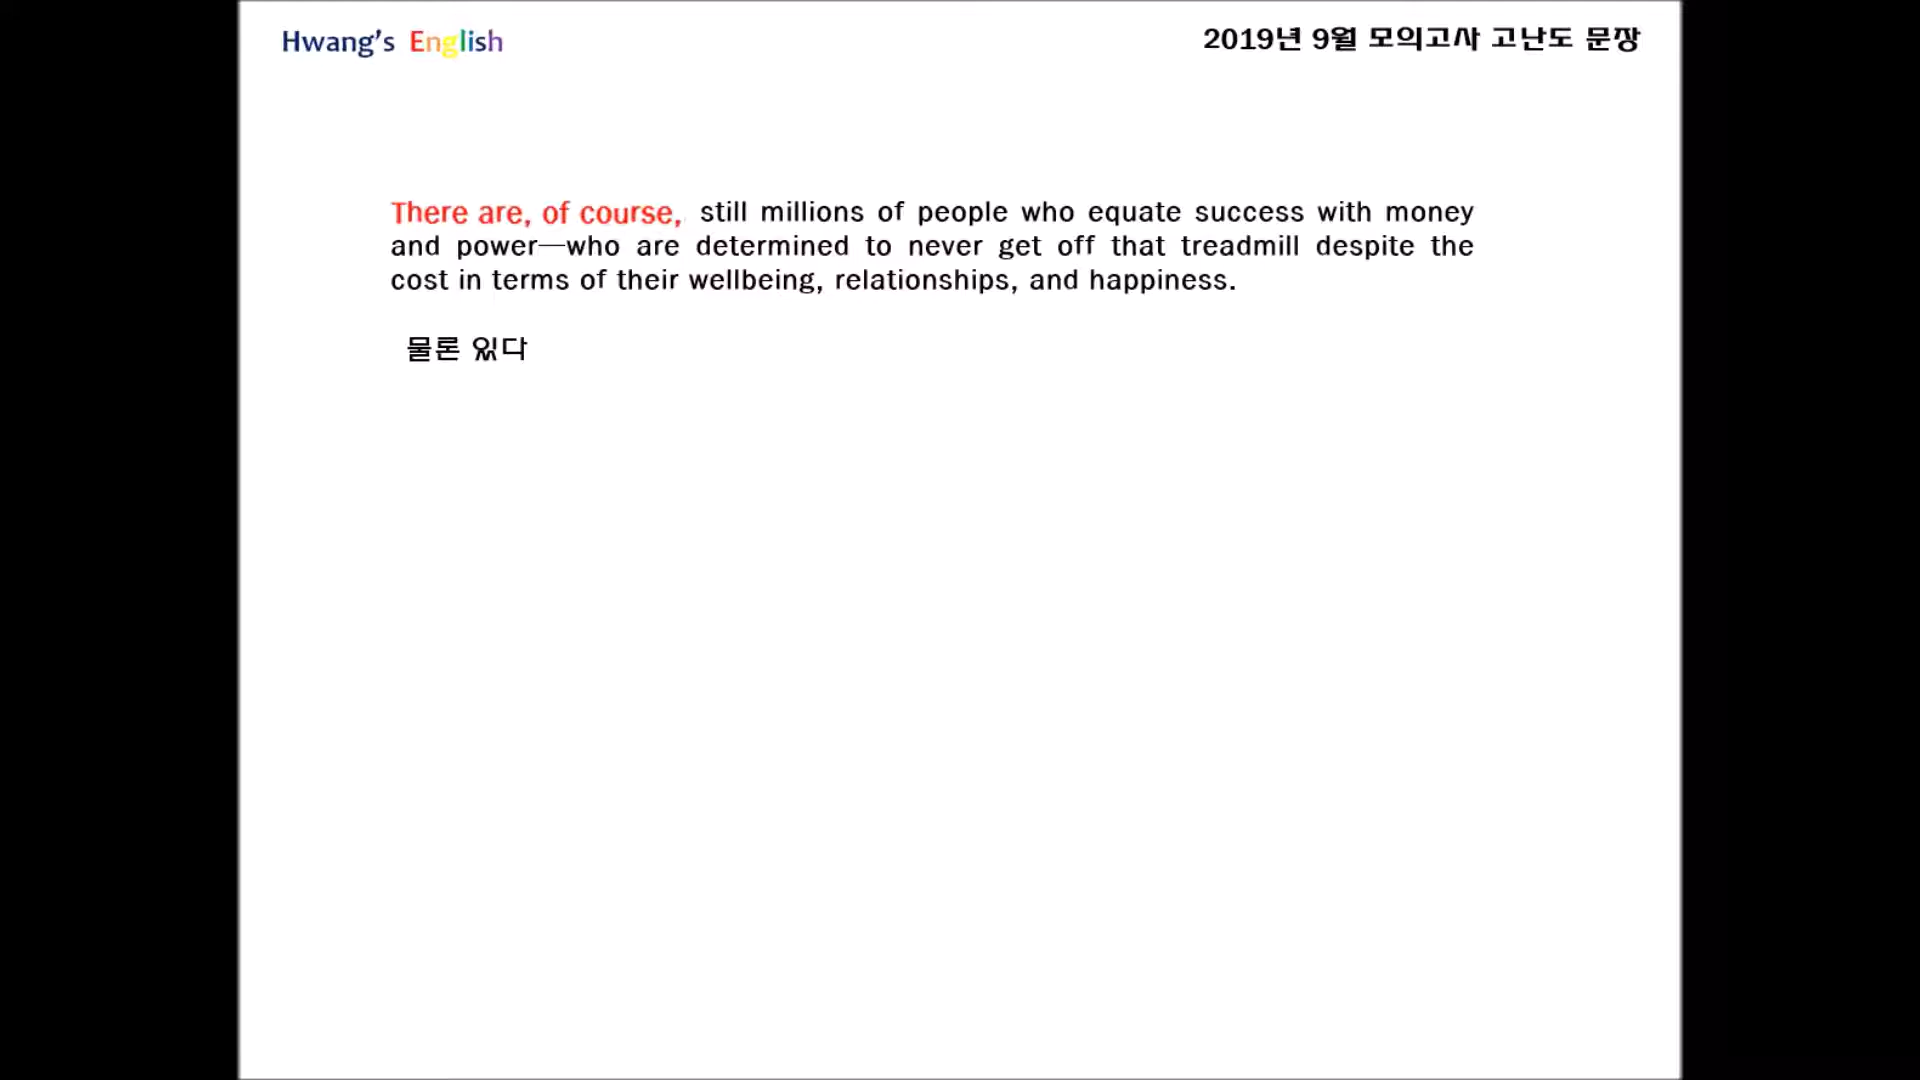 Hwang's English
2019년 9월 모의고사 고난도 문장
There are, of course, still millions of people who equate success with money
and power—who are determined to never get off that treadmill despite the
cost in terms of their wellbeing, relationships, and happiness.
물론 있다